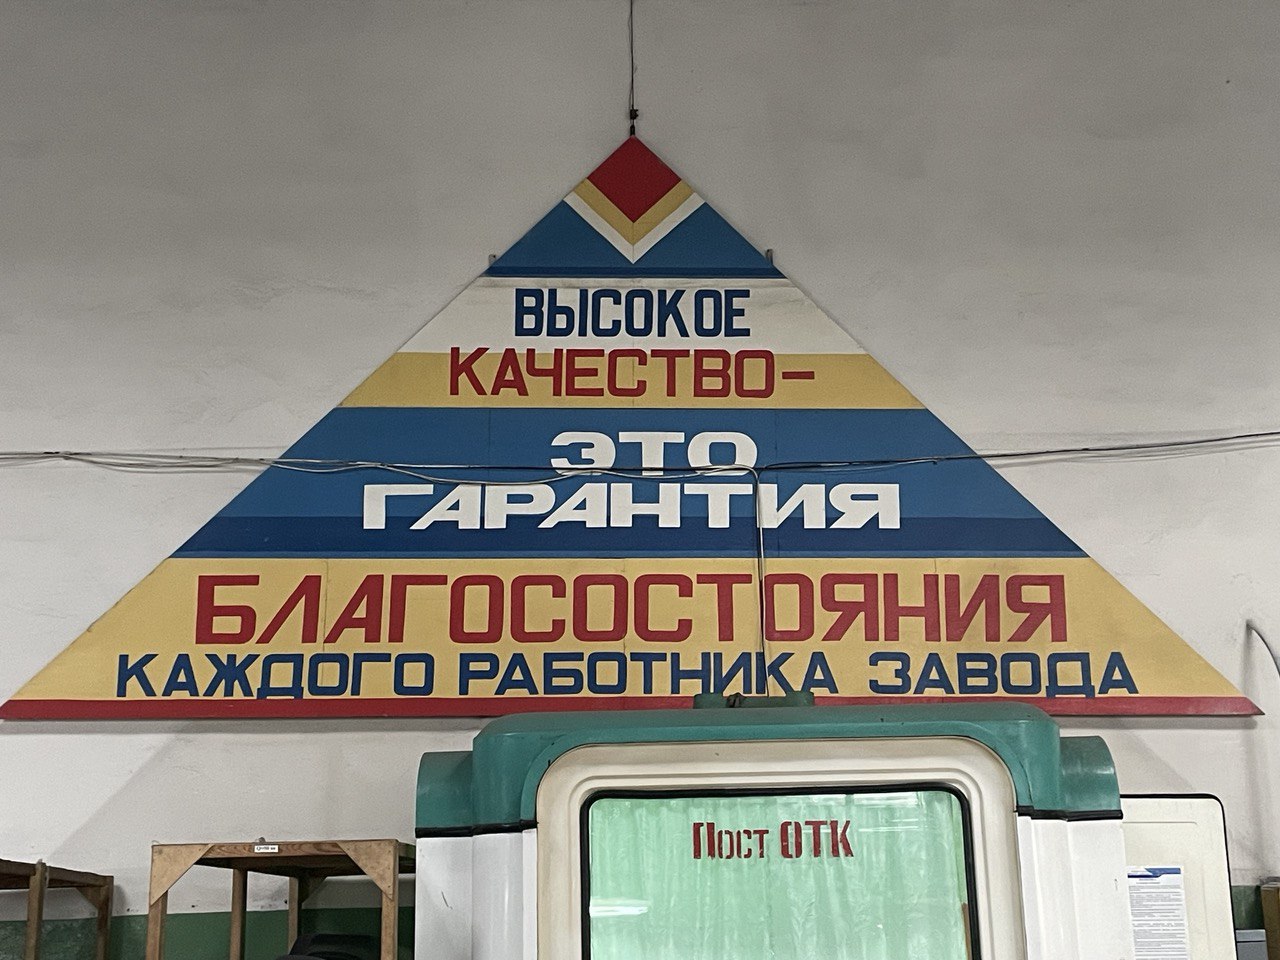 ВЫСОКОЕ
КАЧЕСТВО-
ЭТО
ГАРАНТИЯ
БЛАГОСОСТОЯНИЯ
КАЖДОГО РАБОТНИКА ЗАВОДА
Пост ОТК